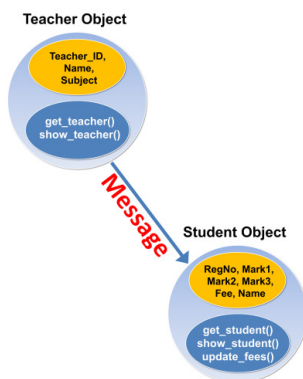 Teacher Object
Teacher_ID,
Name,
Subject
get_teacher()
show_teacher()
Message
Student Object
RegNo, Mark1,
Mark2, Mark3,
Fee, Name
get_student()
show_student()
update_fees()